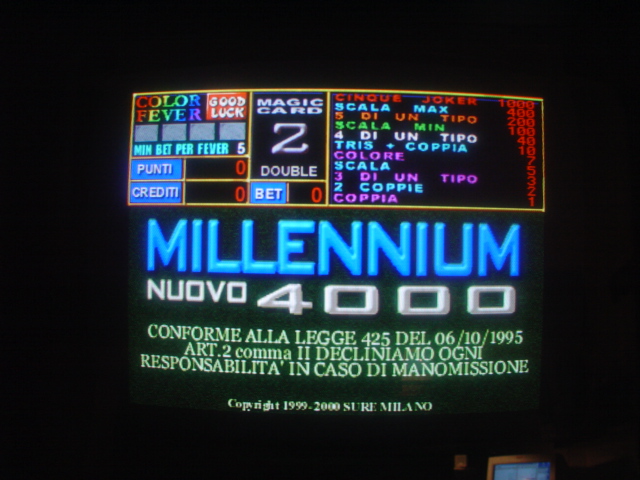 COLOR FEVER
GOOD LUCK
MIN BET PER FEVER 5
PUNTI 0
CREDITI 0
MAGIC CARD
2
DOUBLE
BET 0
CINQUE JOKER 1000
SCALA MAX 400
5 DI UN TIPO 200
SCALA MIN 100
4 DI UN TIPO 40
TRIS + COPPIA 10
COLORE 7
SCALA 5
3 DI UN TIPO 3
2 COPPIE 2
COPPIA 1
MILLENNIUM
NUOVO 4000
CONFORME ALLA LEGGE 425 DEL 06/10/1995
ART.2 comma II DECLINIAMO OGNI
RESPONSABILITA' IN CASO DI MANOMISSIONE
Copyright 1999-2000 SURE MILANO